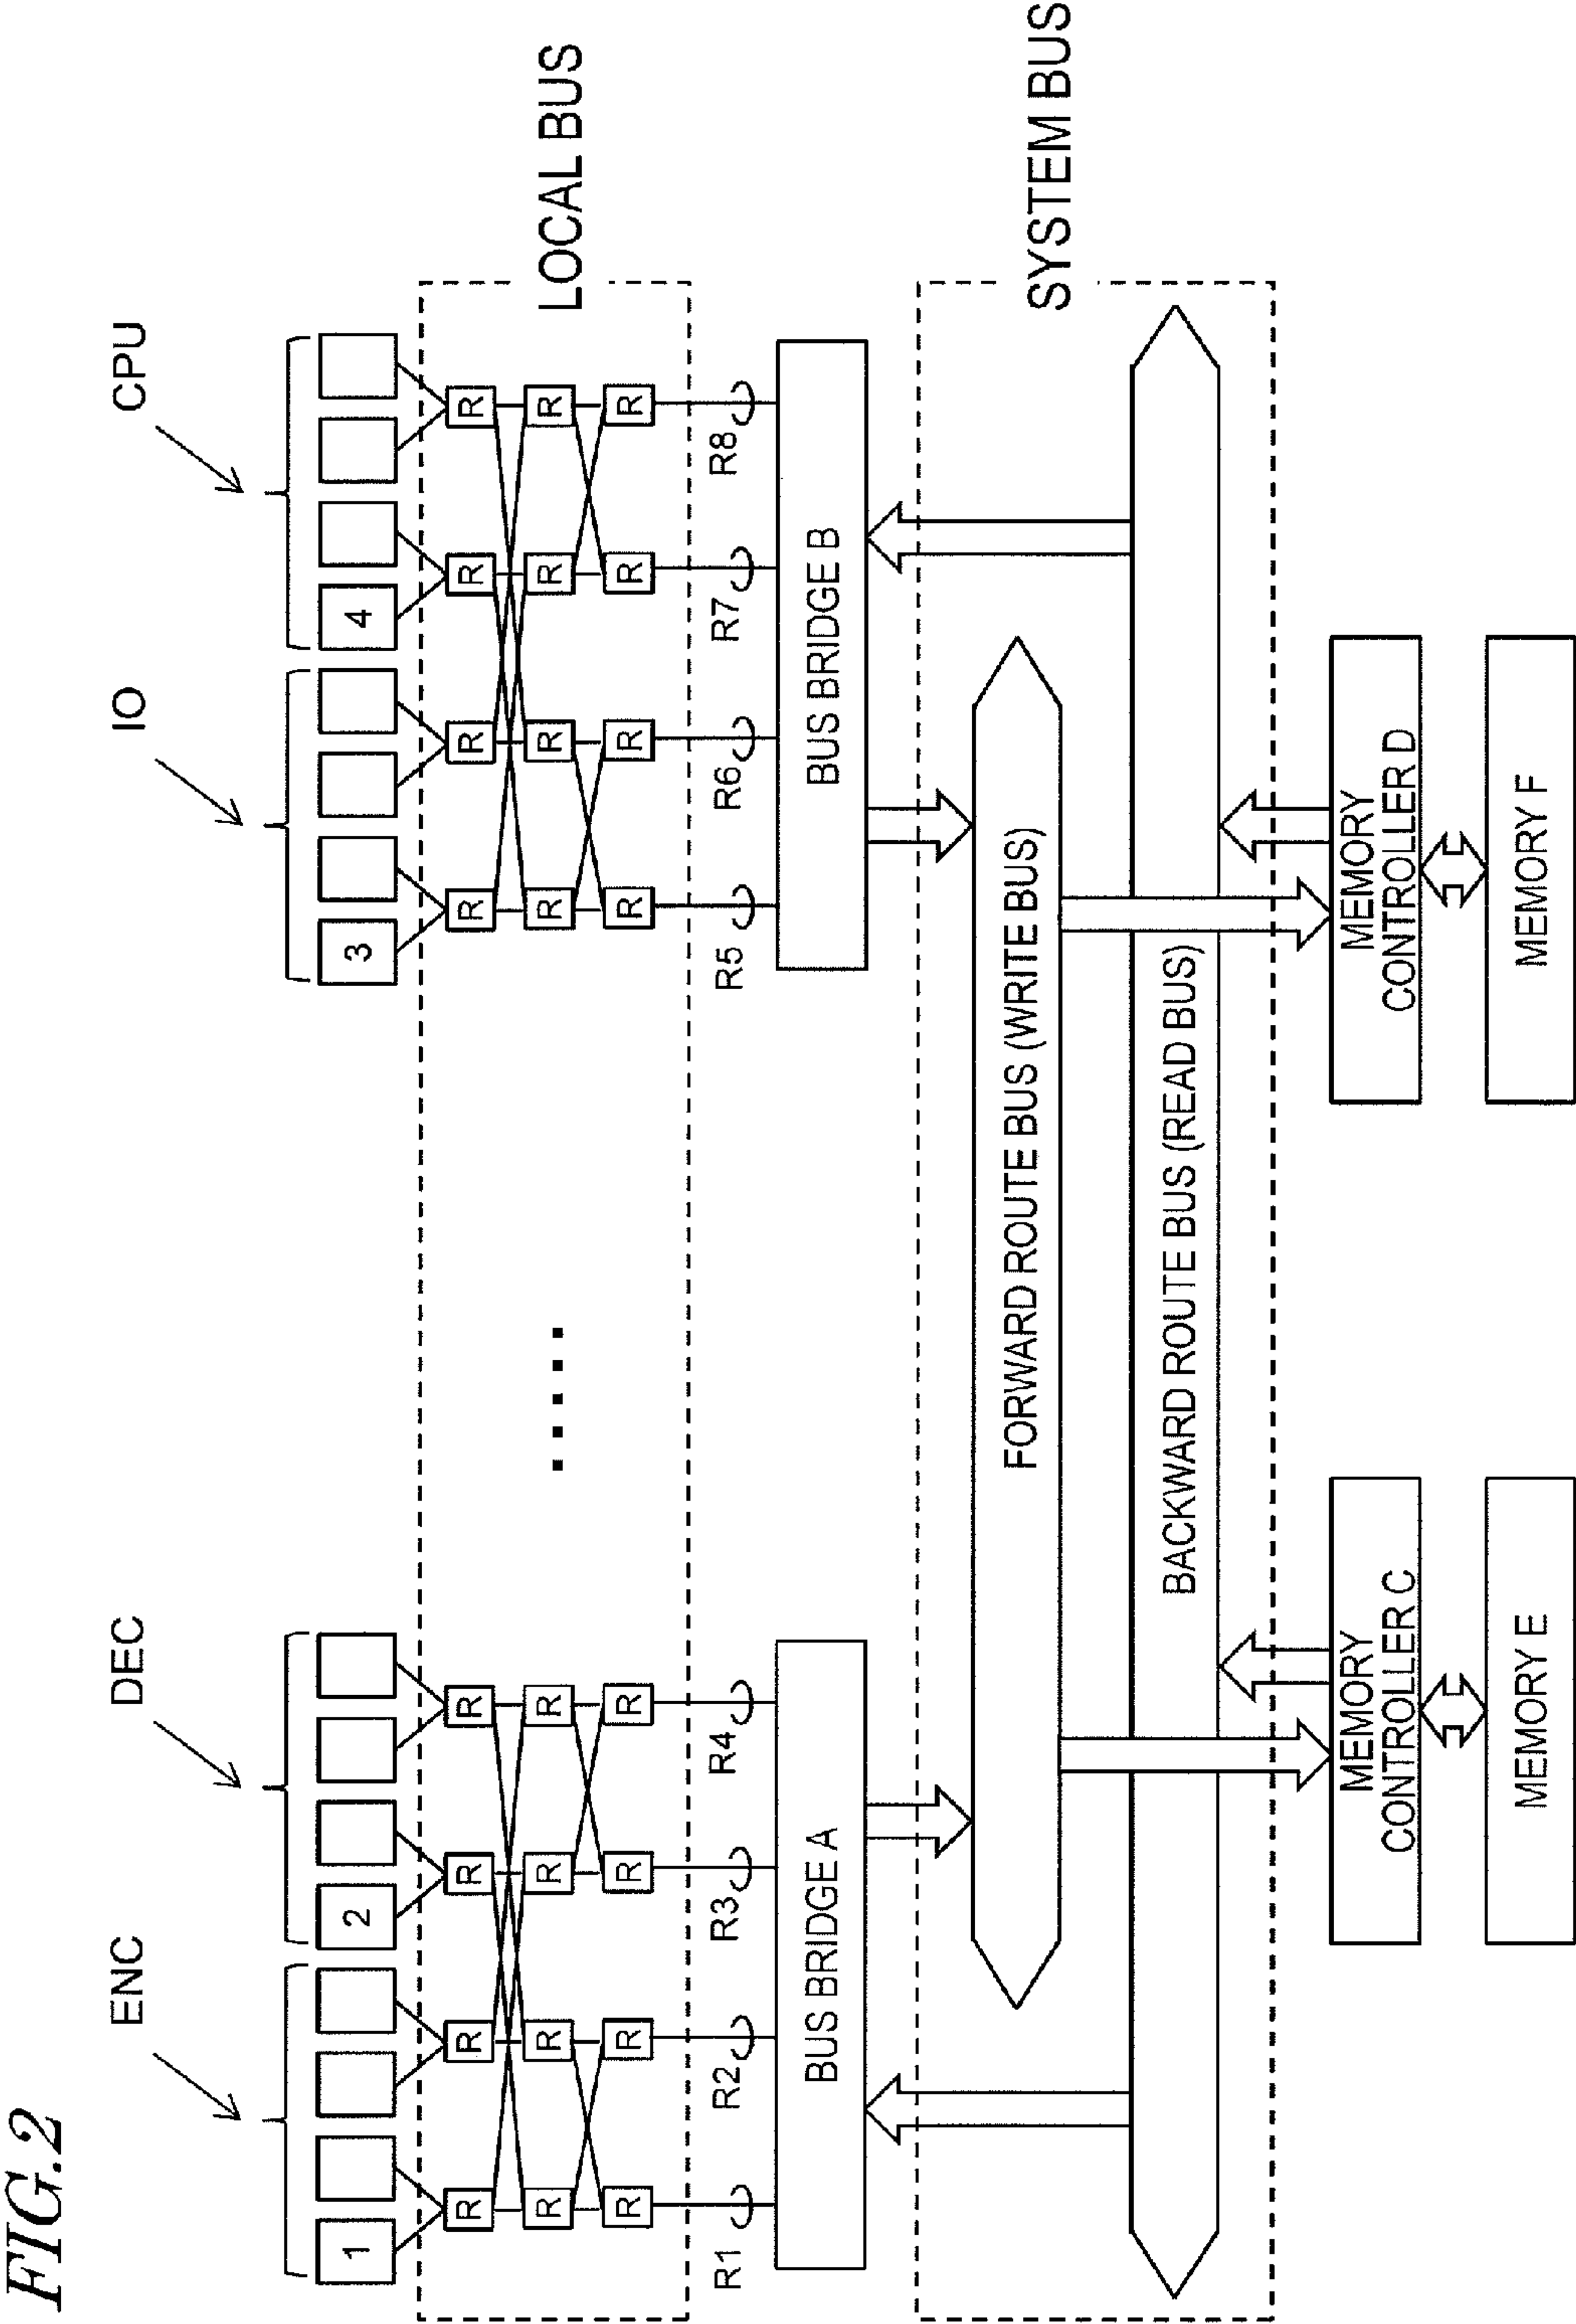 FIG.2
ENC
DEC
IO
CPU
1
2
3
4
LOCAL BUS
R R R R R R R R
R R R R R R R R
R R R R R R R R
R1 R2 R3 R4 R5 R6 R7 R8
BUS BRIDGE A
BUS BRIDGE B
SYSTEM BUS
FORWARD ROUTE BUS (WRITE BUS)
BACKWARD ROUTE BUS (READ BUS)
MEMORY
CONTROLLER C
MEMORY
CONTROLLER D
MEMORY E
MEMORY F